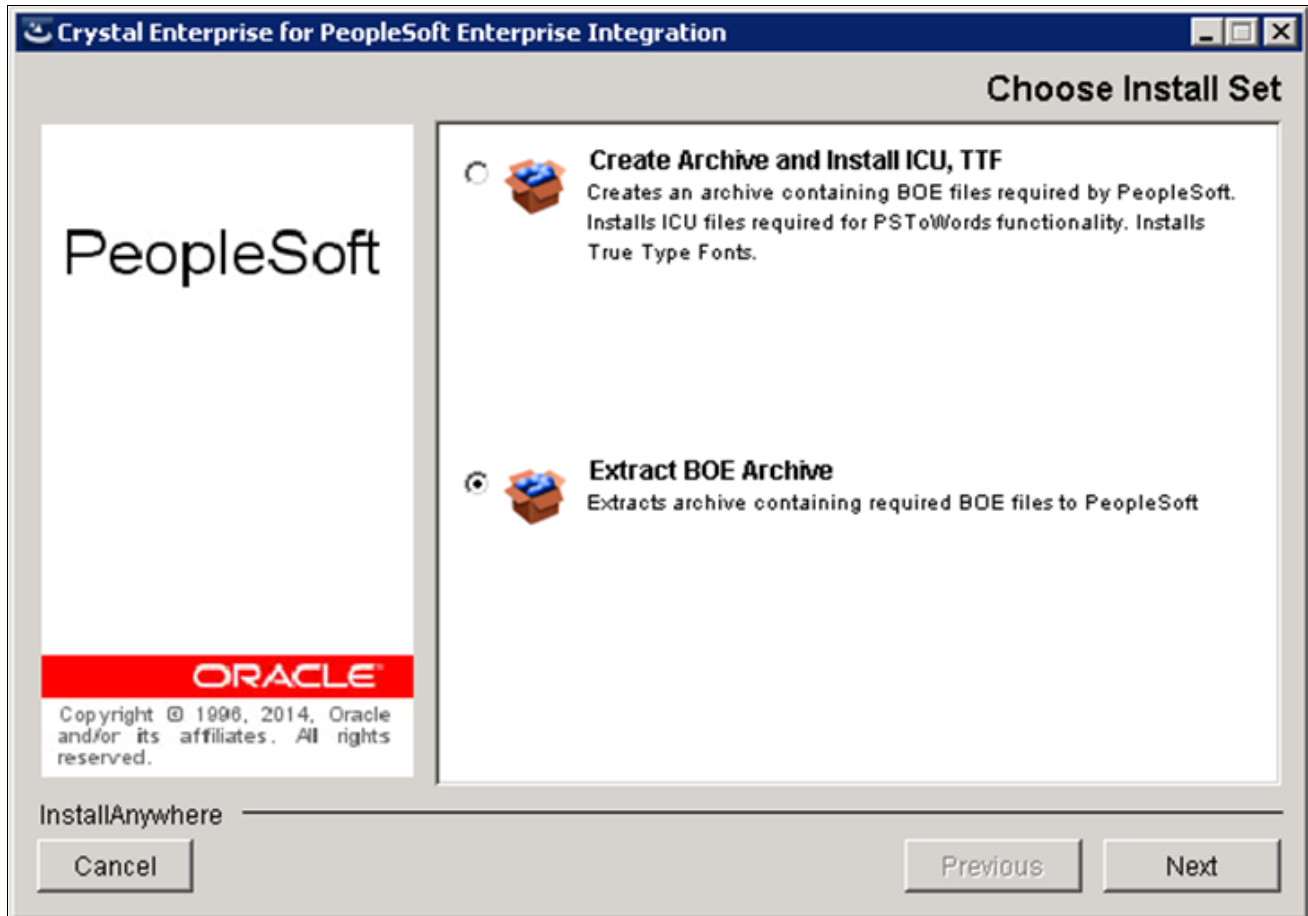 Crystal Enterprise for PeopleSoft Enterprise Integration
Choose Install Set
PeopleSoft
ORACLE
Copyright © 1996, 2014, Oracle
and/or its affiliates. All rights
reserved.
Create Archive and Install ICU, TTF
Creates an archive containing BOE files required by PeopleSoft.
Installs ICU files required for PSToWords functionality. Installs
True Type Fonts.
Extract BOE Archive
Extracts archive containing required BOE files to PeopleSoft
InstallAnywhere
Cancel
Previous
Next